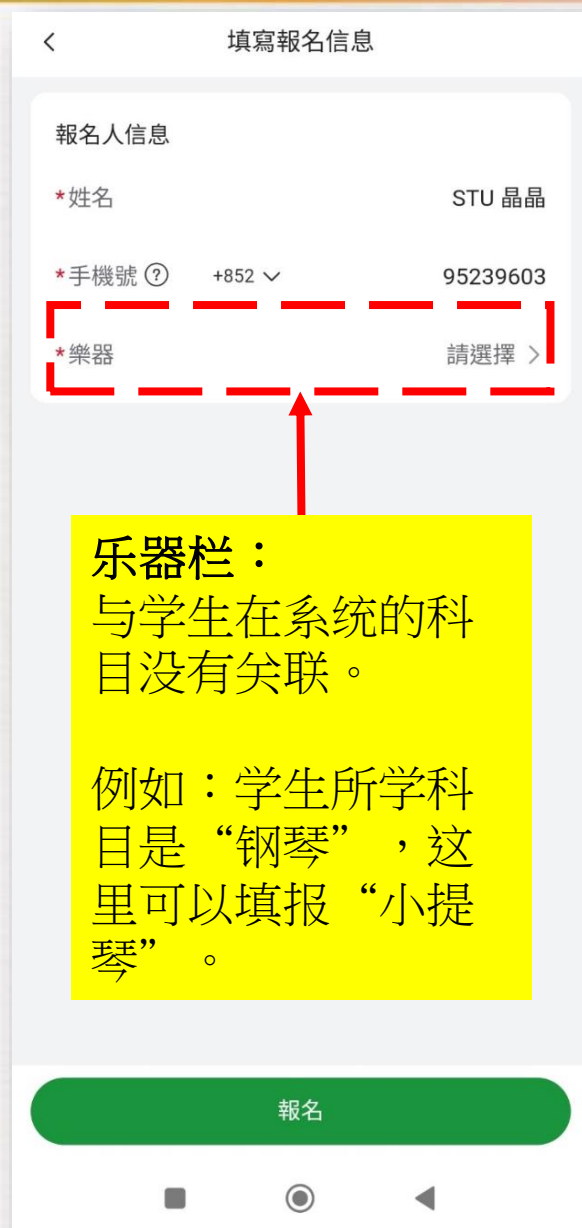 填寫報名信息
報名人信息
*姓名 STU 晶晶
*手機號 ? +852 95239603
*樂器 請選擇 >
乐器栏：
与学生在系统的科
目没有关联。
例如：学生所学科
目是“钢琴”，这
里可以填报“小提
琴”。
報名